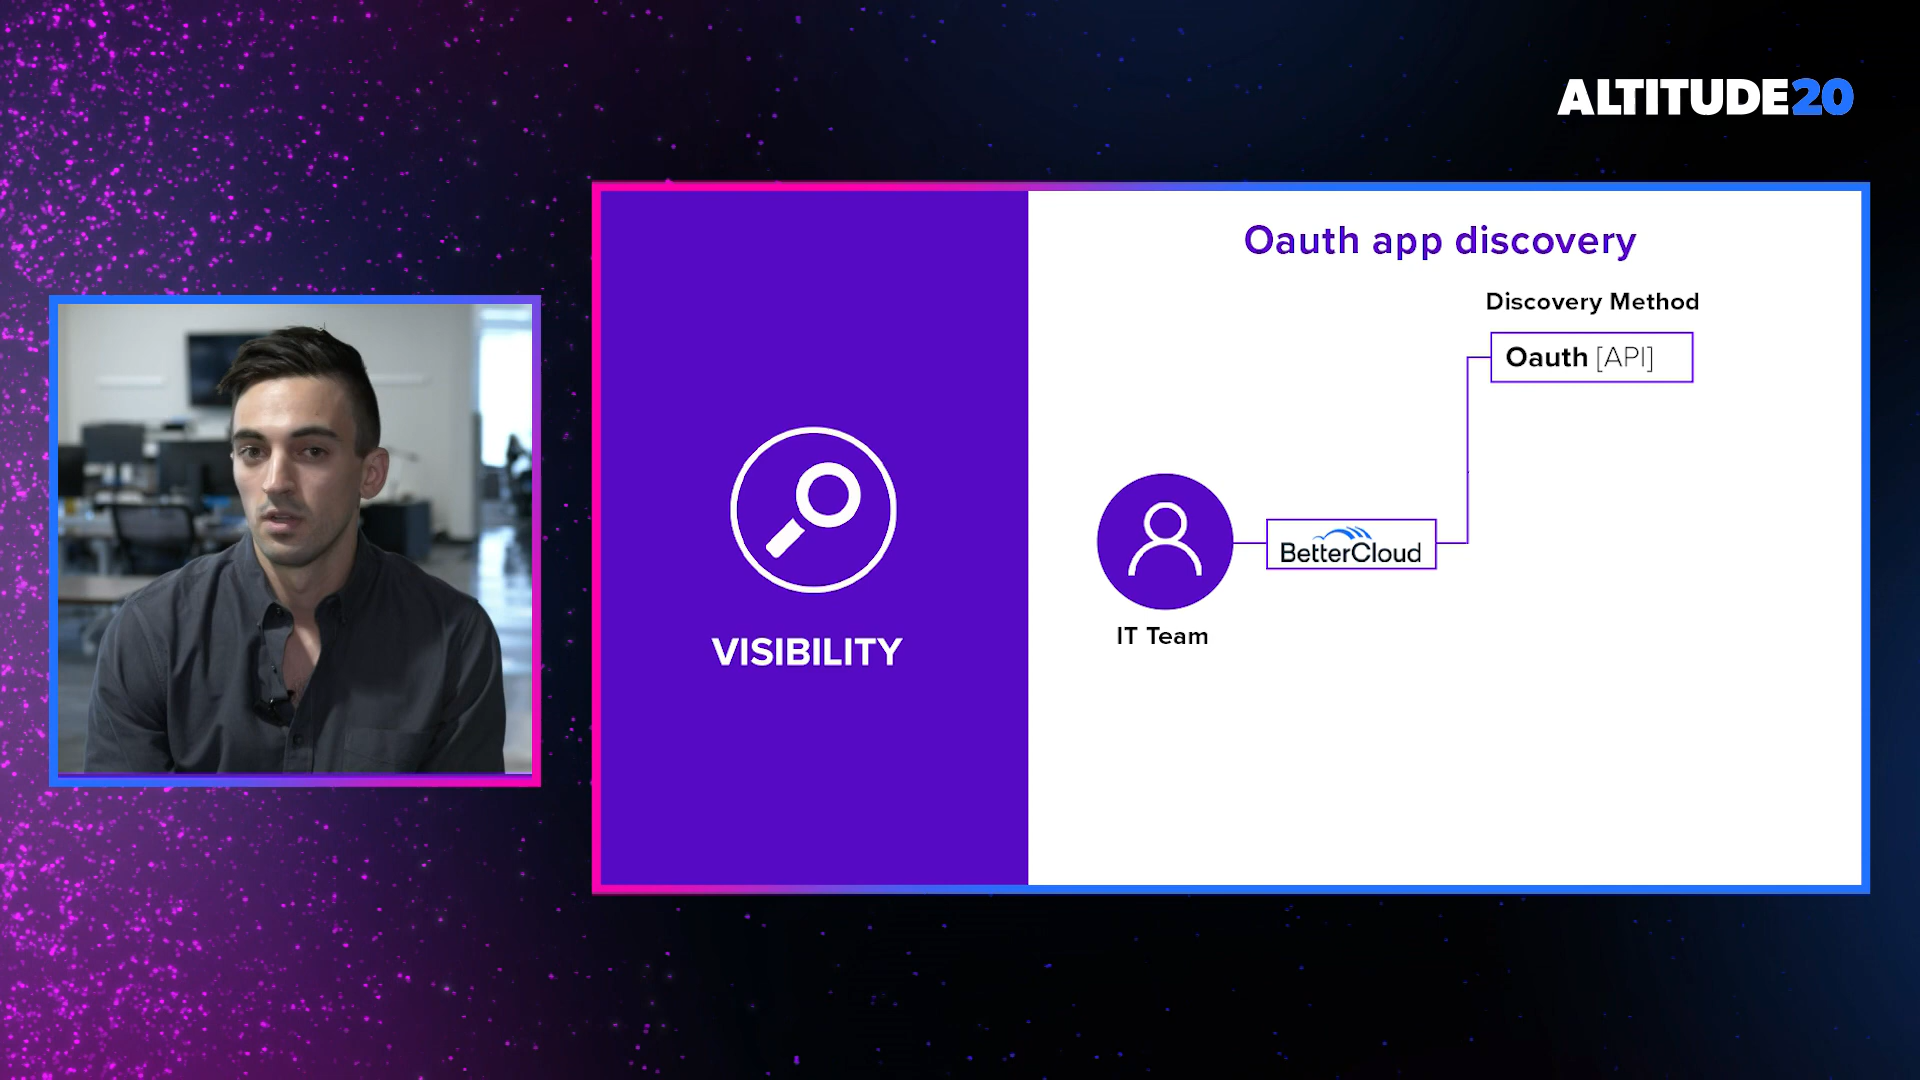 ALTITUDE20
Oauth app discovery
Discovery Method
Oauth [API]
BetterCloud
IT Team
VISIBILITY